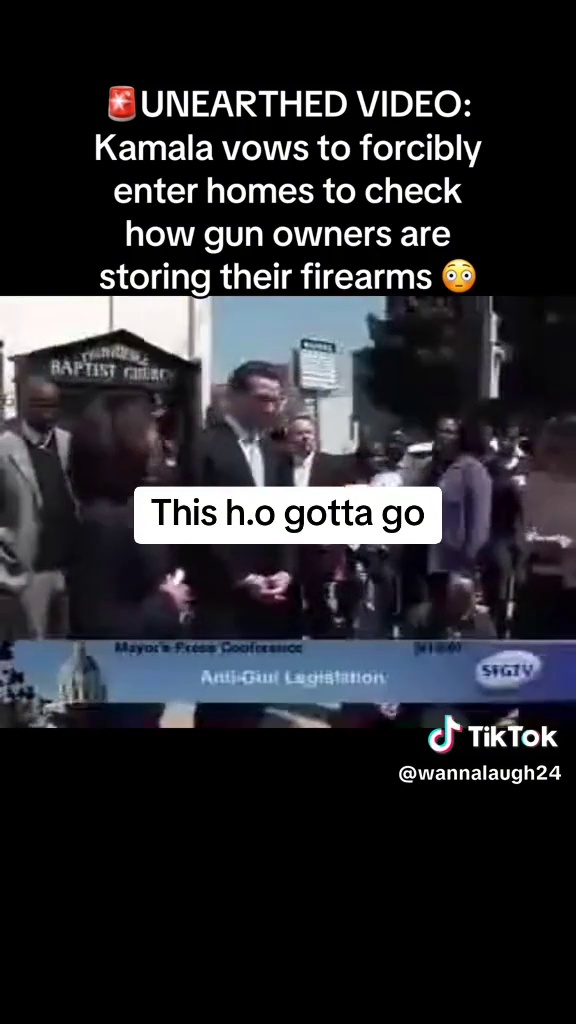 🚨UNEARTHED VIDEO:
Kamala vows to forcibly
enter homes to check
how gun owners are
storing their firearms 😳
BAPTIST CHURCH
This h.o gotta go
Mayor's Press Conference
Anti-Gun Legislation
SFGTV
TikTok
@wannalaugh24